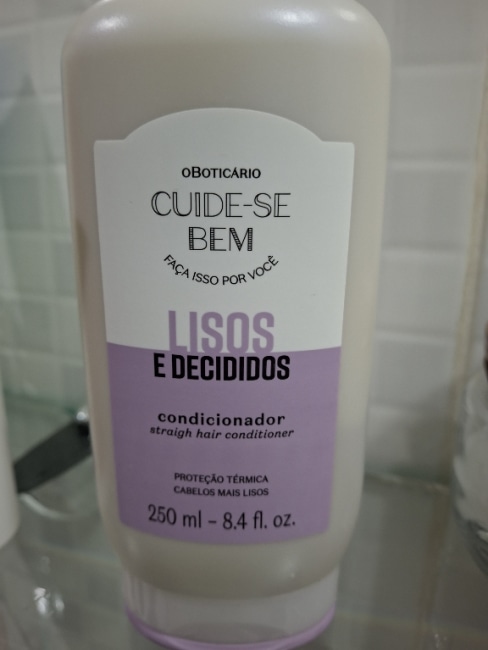 oBOTICÁRIO
CUIDE-SE
BEM
FAÇA ISSO POR VOCÊ
LISOS
E DECIDIDOS
condicionador
straigh hair conditioner
PROTEÇÃO TÉRMICA
CABELOS MAIS LISOS
250 ml – 8.4 fl. oz.